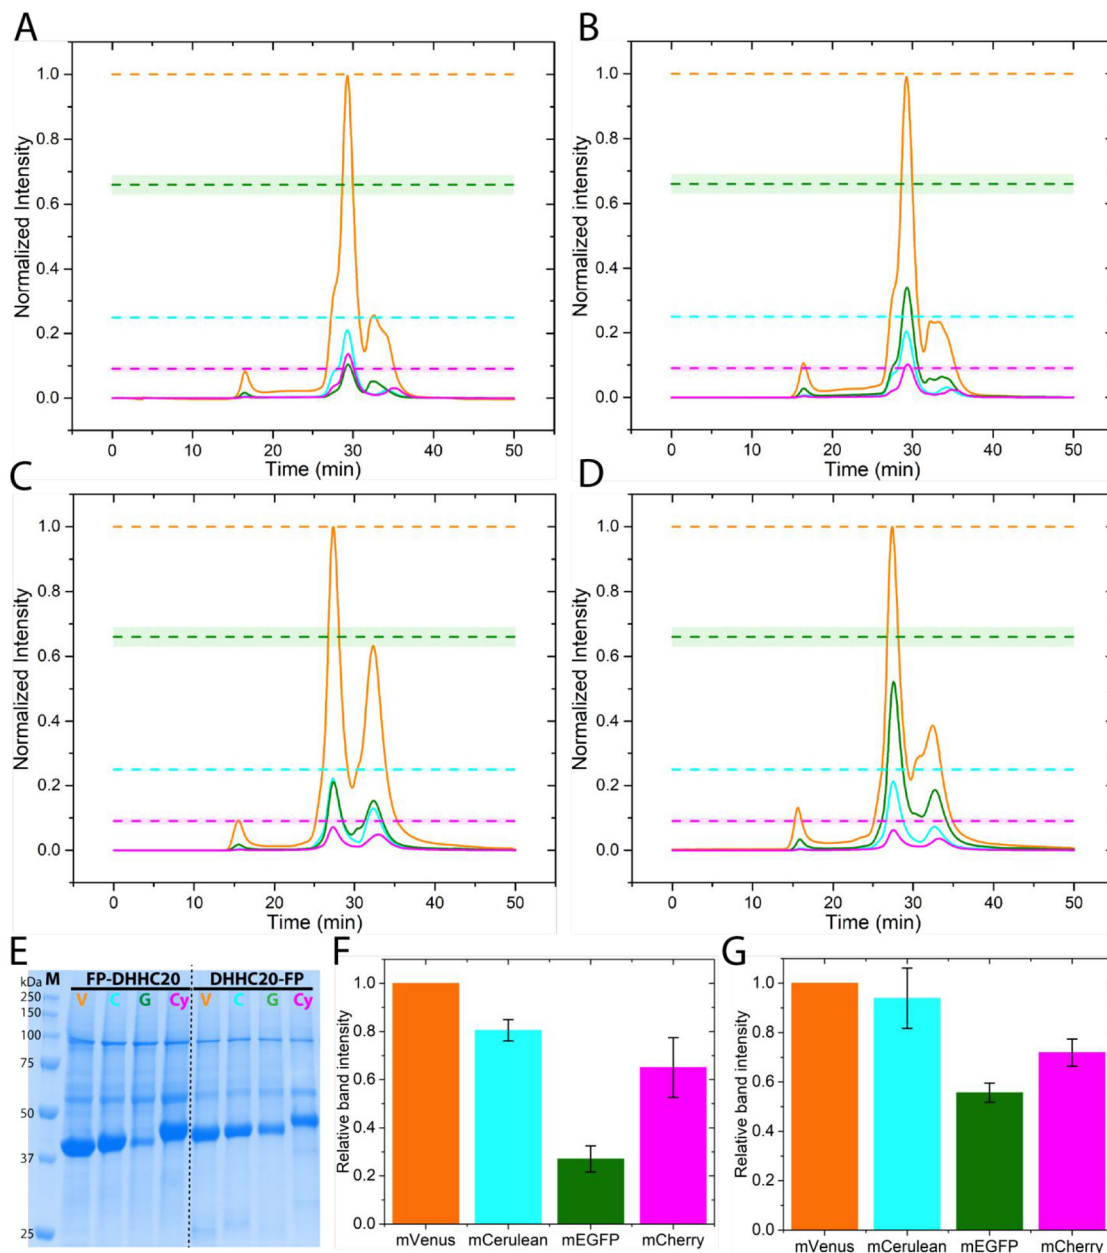 A
Normalized Intensity
1.0
0.8
0.6
0.4
0.2
0.0
0 10 20 30 40 50
Time (min)
B
Normalized intensity
1.0
0.8
0.6
0.4
0.2
0.0
0 10 20 30 40 50
Time (min)
C
Normalized Intensity
1.0
0.8
0.6
0.4
0.2
0.0
0 10 20 30 40 50
Time (min)
D
Normalized Intensity
1.0
0.8
0.6
0.4
0.2
0.0
0 10 20 30 40 50
Time (min)
E
kDa M FP-DHHC20 DHHC20-FP
V C G Cy V C G Cy
250
150
100
75
50
37
25
F
Relative band intensity
1.0
0.8
0.6
0.4
0.2
0.0
mVenus mCerulean mEGFP mCherry
G
Relative band intensity
1.0
0.8
0.6
0.4
0.2
0.0
mVenus mCerulean mEGFP mCherry